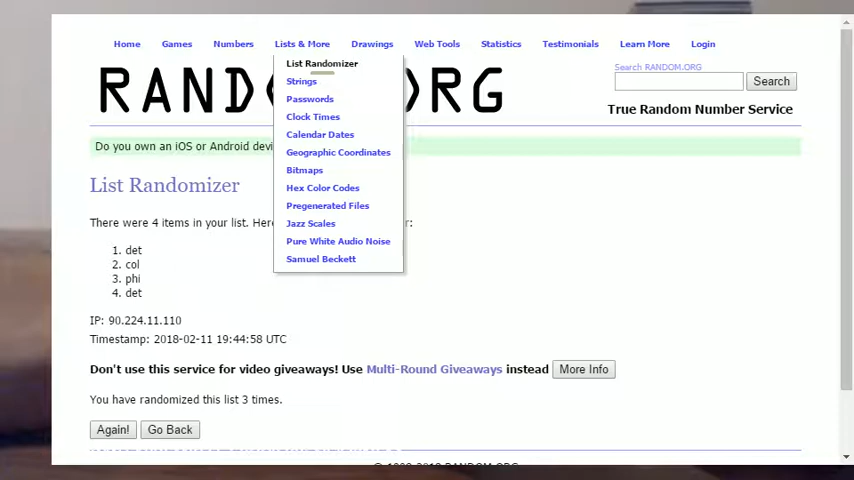 Home Games Numbers Lists & More Drawings Web Tools Statistics Testimonials Learn More Login
List Randomizer
Strings
Passwords
Clock Times
Calendar Dates
Geographic Coordinates
Bitmaps
Hex Color Codes
Pregenerated Files
Jazz Scales
Pure White Audio Noise
Samuel Beckett
Search RANDOM.ORG
Search
True Random Number Service
Do you own an iOS or Android
List Randomizer
There were 4 items in your list.
1. det
2. col
3. phi
4. det
IP: 90.224.11.110
Timestamp: 2018-02-11 19:44:58 UTC
Don't use this service for video giveaways! Use Multi-Round Giveaways instead More Info
You have randomized this list 3 times.
Again! Go Back